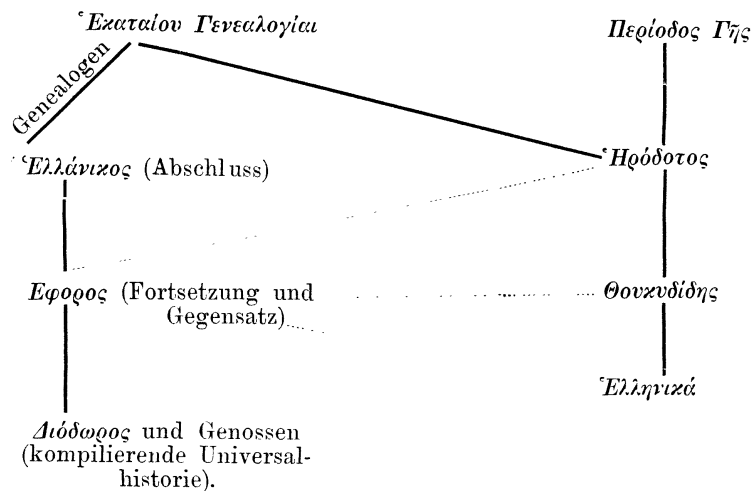 Ἑκαταίου Γενεαλογίαι
Περίοδος Γῆς
Genealogen
Ἑλλάνικος (Abschluss)
Ἡρόδοτος
Εφορος (Fortsetzung und
Gegensatz)
Θουκυδίδης
Ἑλληνικά
Διόδωρος und Genossen
(kompilierende Universal-
historie).